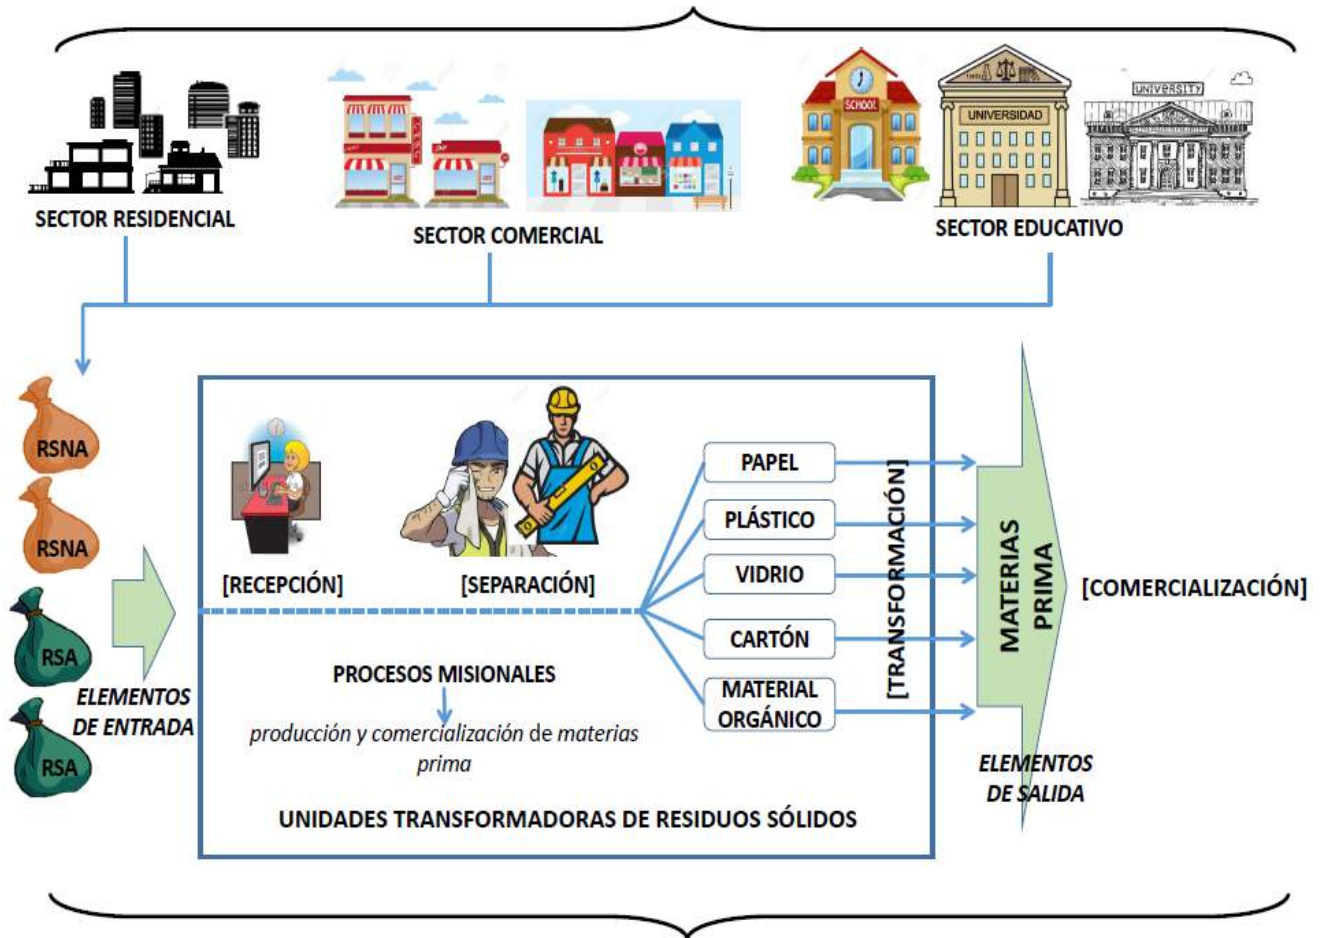 SCHOOL
UNIVERSIDAD
UNIVERSITY
SECTOR RESIDENCIAL
SECTOR COMERCIAL
SECTOR EDUCATIVO
RSNA
RSNA
RSA
RSA
ELEMENTOS
DE ENTRADA
[RECEPCIÓN]
[SEPARACIÓN]
PAPEL
PLÁSTICO
VIDRIO
CARTÓN
MATERIAL
ORGÁNICO
[TRANSFORMACIÓN]
MATERIAS
PRIMA
[COMERCIALIZACIÓN]
PROCESOS MISIONALES
producción y comercialización de materias
prima
ELEMENTOS
DE SALIDA
UNIDADES TRANSFORMADORAS DE RESIDUOS SÓLIDOS